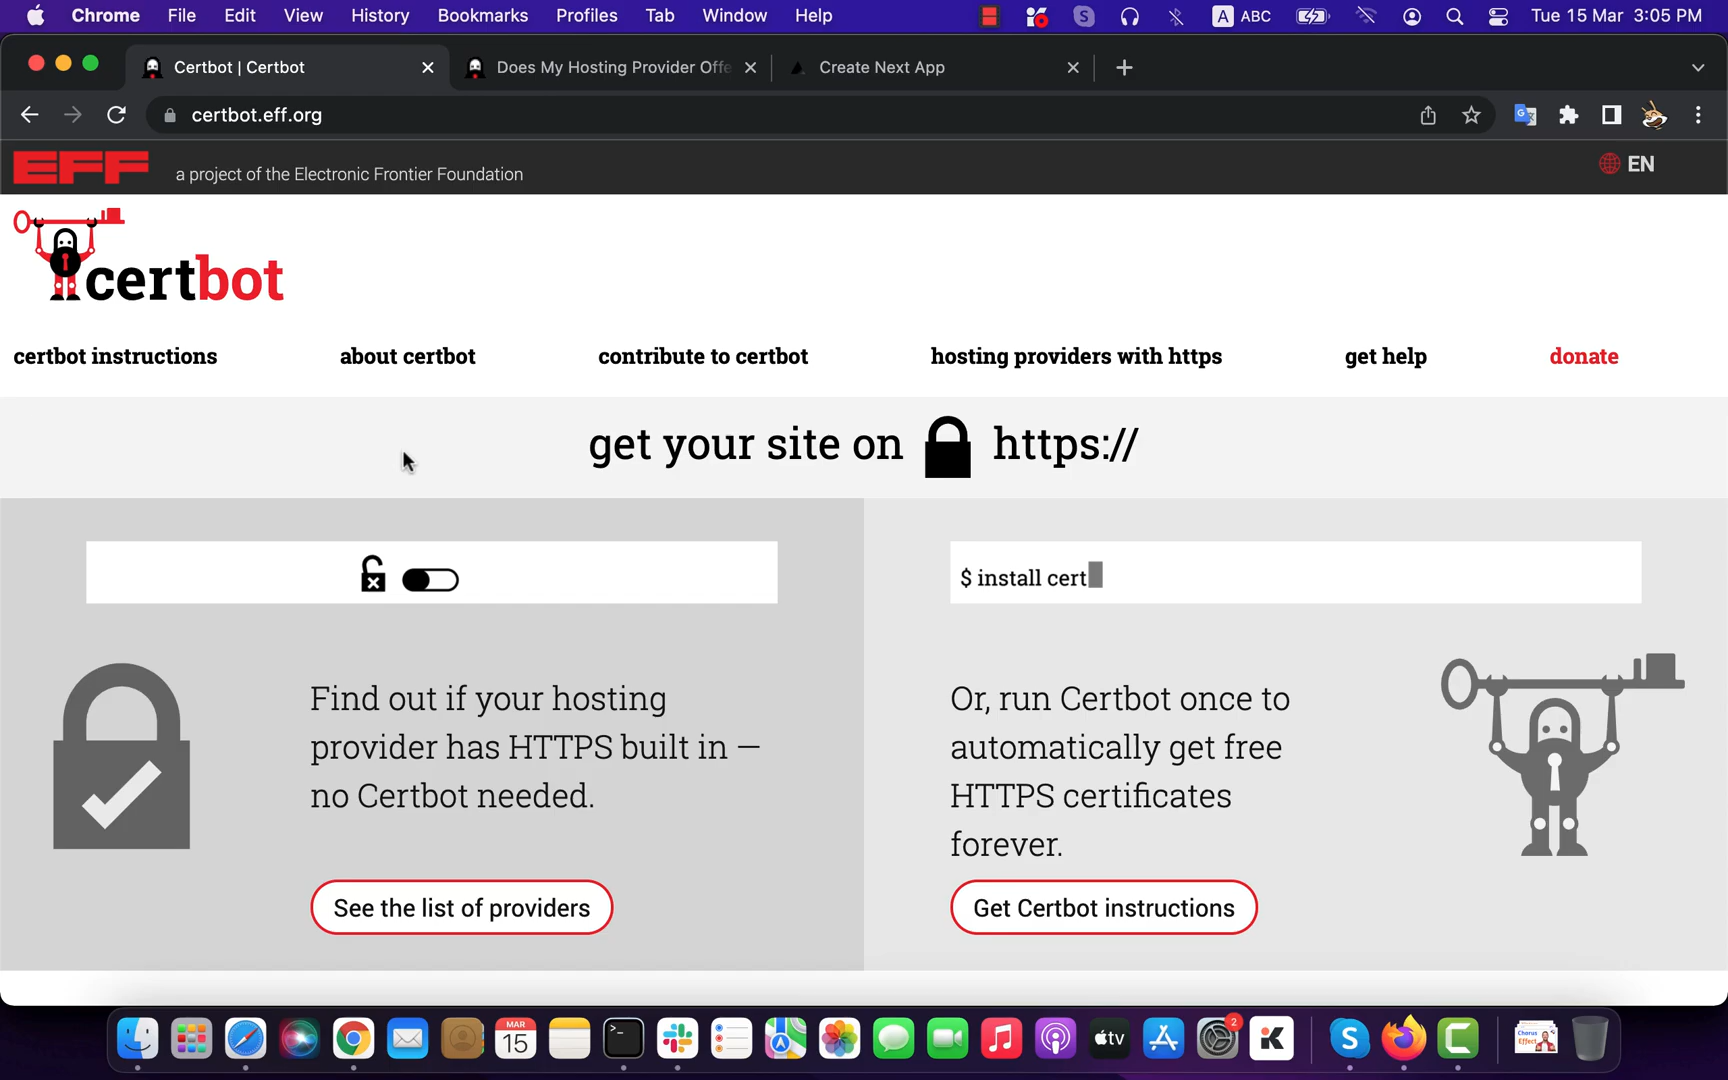 Chrome File Edit View History Bookmarks Profiles Tab Window Help A ABC Tue 15 Mar 3:05 PM
Certbot | Certbot Does My Hosting Provider Offe Create Next App
certbot.eff.org
EFF a project of the Electronic Frontier Foundation EN
certbot
certbot instructions about certbot contribute to certbot hosting providers with https get help donate
get your site on https://
$ install cert
Find out if your hosting
provider has HTTPS built in —
no Certbot needed.
See the list of providers
Or, run Certbot once to
automatically get free
HTTPS certificates
forever.
Get Certbot instructions
MAR
15
tv
2
Chorus
Effect